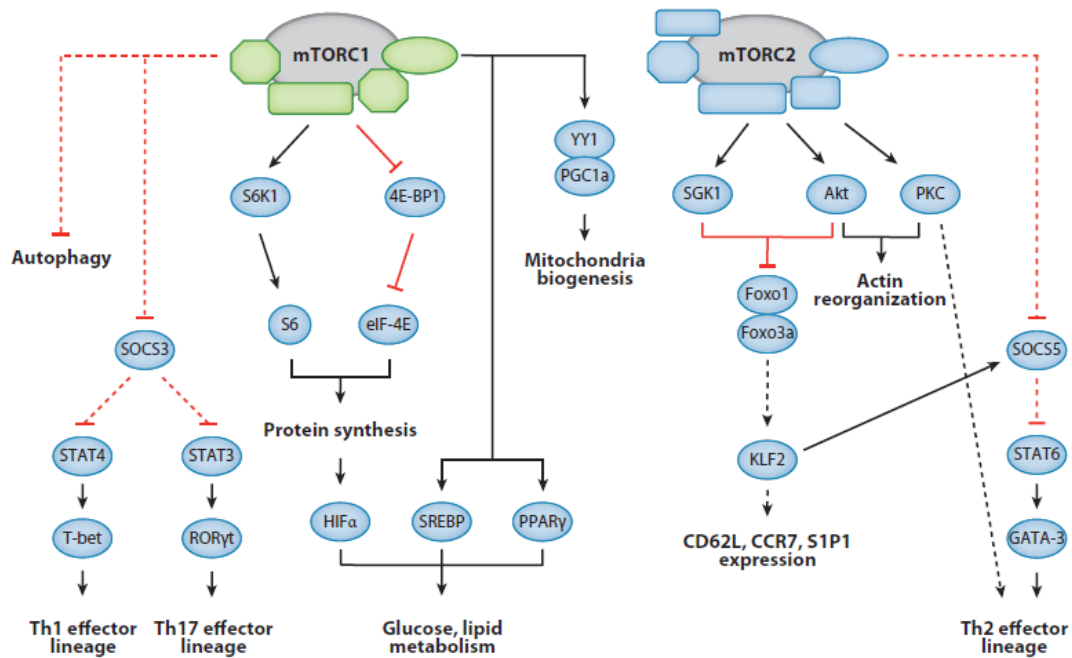 mTORC1
mTORC2
YY1
PGC1a
S6K1
4E-BP1
SGK1
Akt
PKC
Autophagy
Mitochondria
biogenesis
Actin
reorganization
Foxo1
Foxo3a
S6
eIF-4E
SOCS3
SOCS5
Protein synthesis
STAT4
STAT3
KLF2
STAT6
HIFα
SREBP
PPARγ
T-bet
RORγt
GATA-3
CD62L, CCR7, S1P1
expression
Th1 effector
lineage
Th17 effector
lineage
Glucose, lipid
metabolism
Th2 effector
lineage